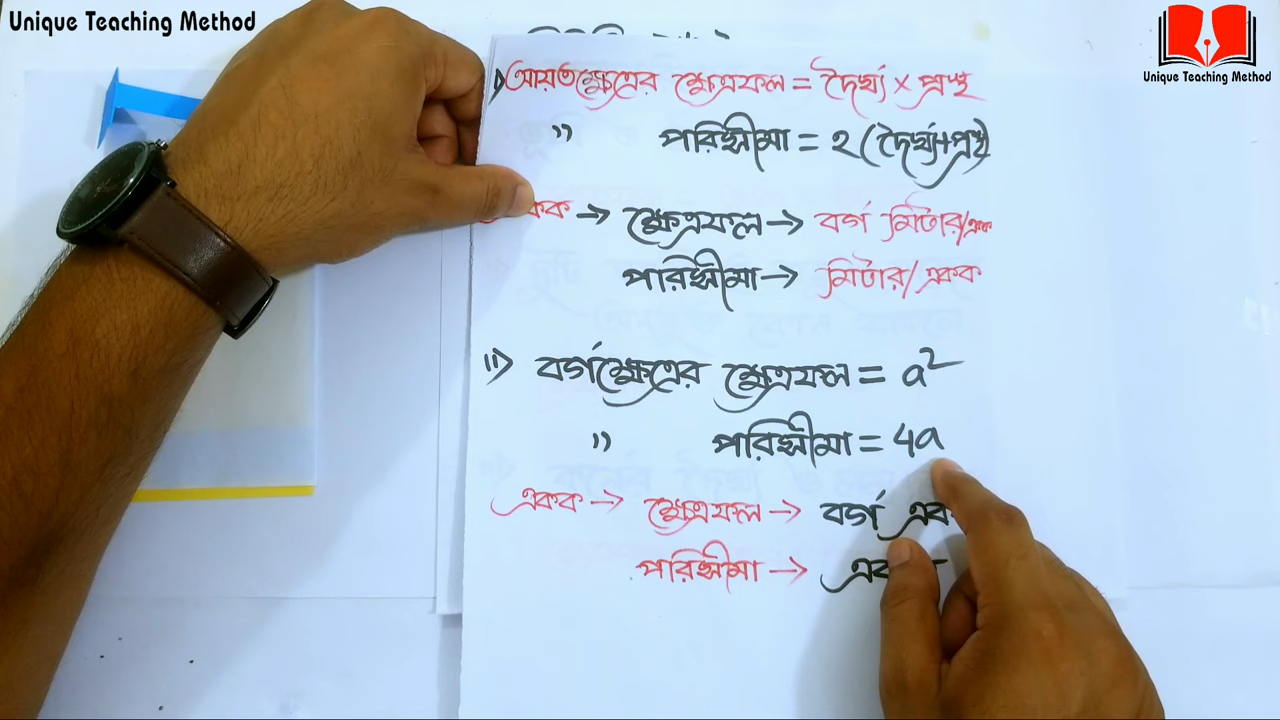 Unique Teaching Method
Unique Teaching Method
আয়তক্ষেত্রের ক্ষেত্রফল = দৈর্ঘ্য × প্রস্থ
" পরিসীমা = ২ (দৈর্ঘ্য+প্রস্থ)
→ ক্ষেত্রফল → বর্গ মিটার/একক
পরিসীমা → মিটার/একক
বর্গক্ষেত্রের ক্ষেত্রফল = a²
" পরিসীমা = 4a
একক → ক্ষেত্রফল → বর্গ
পরিসীমা →